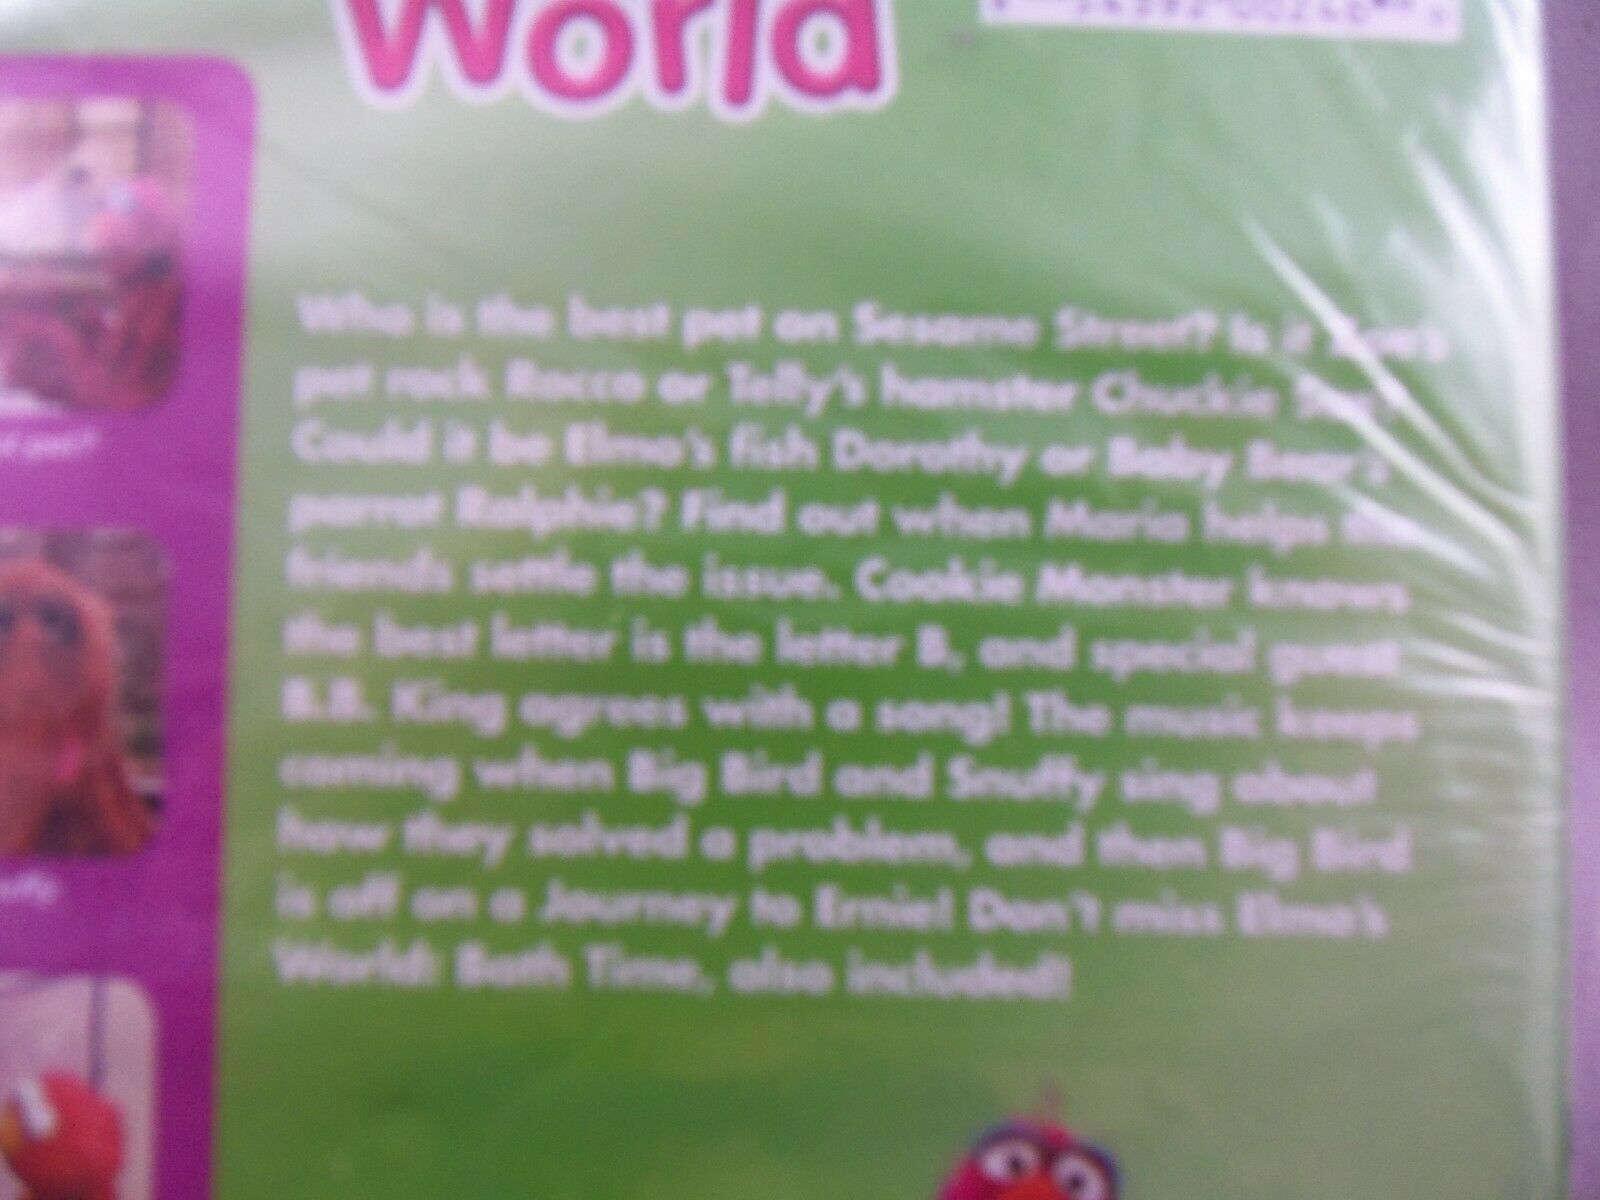 World
Who is the best pet on Sesame Street? Is it Zoe's
pet rock Rocco or Telly's hamster Chuckie Sue?
Could it be Elmo's fish Dorothy or Baby Bear's
parrot Ralphie? Find out when Maria helps the
friends settle the issue. Cookie Monster knows
the best letter is the letter B, and special guest
B.B. King agrees with a song! The music keeps
coming when Big Bird and Snuffy sing about
how they solved a problem, and then Big Bird
is off on a Journey to Ernie! Don't miss Elmo's
World: Bath Time, also included!